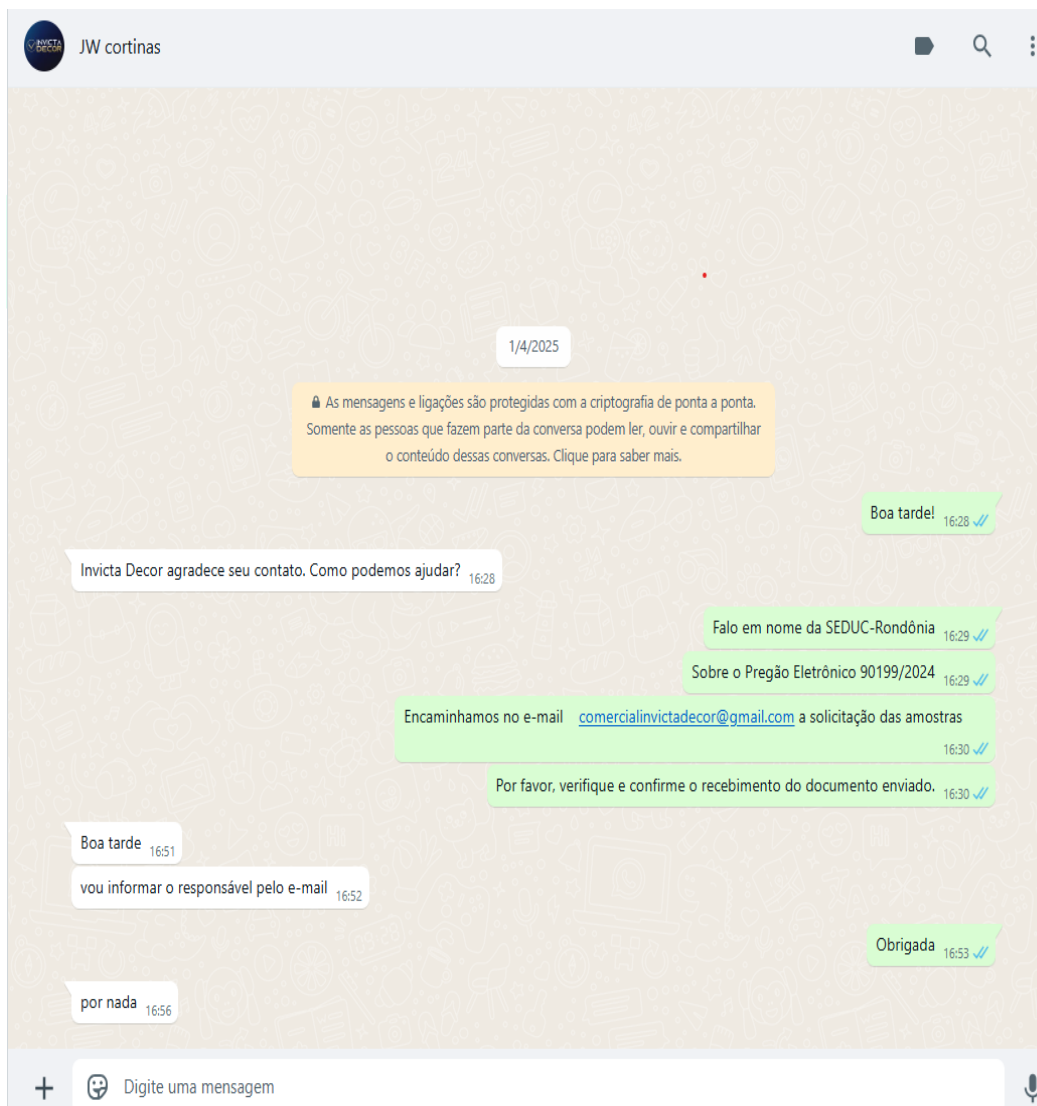 INVICTA
DECOR
JW cortinas
1/4/2025
As mensagens e ligações são protegidas com a criptografia de ponta a ponta.
Somente as pessoas que fazem parte da conversa podem ler, ouvir e compartilhar
o conteúdo dessas conversas. Clique para saber mais.
Boa tarde! 16:28
Invicta Decor agradece seu contato. Como podemos ajudar? 16:28
Falo em nome da SEDUC-Rondônia 16:29
Sobre o Pregão Eletrônico 90199/2024 16:29
Encaminhamos no e-mail comercialinvictadecor@gmail.com a solicitação das amostras
16:30
Por favor, verifique e confirme o recebimento do documento enviado. 16:30
Boa tarde 16:51
vou informar o responsável pelo e-mail 16:52
Obrigada 16:53
por nada 16:56
Digite uma mensagem